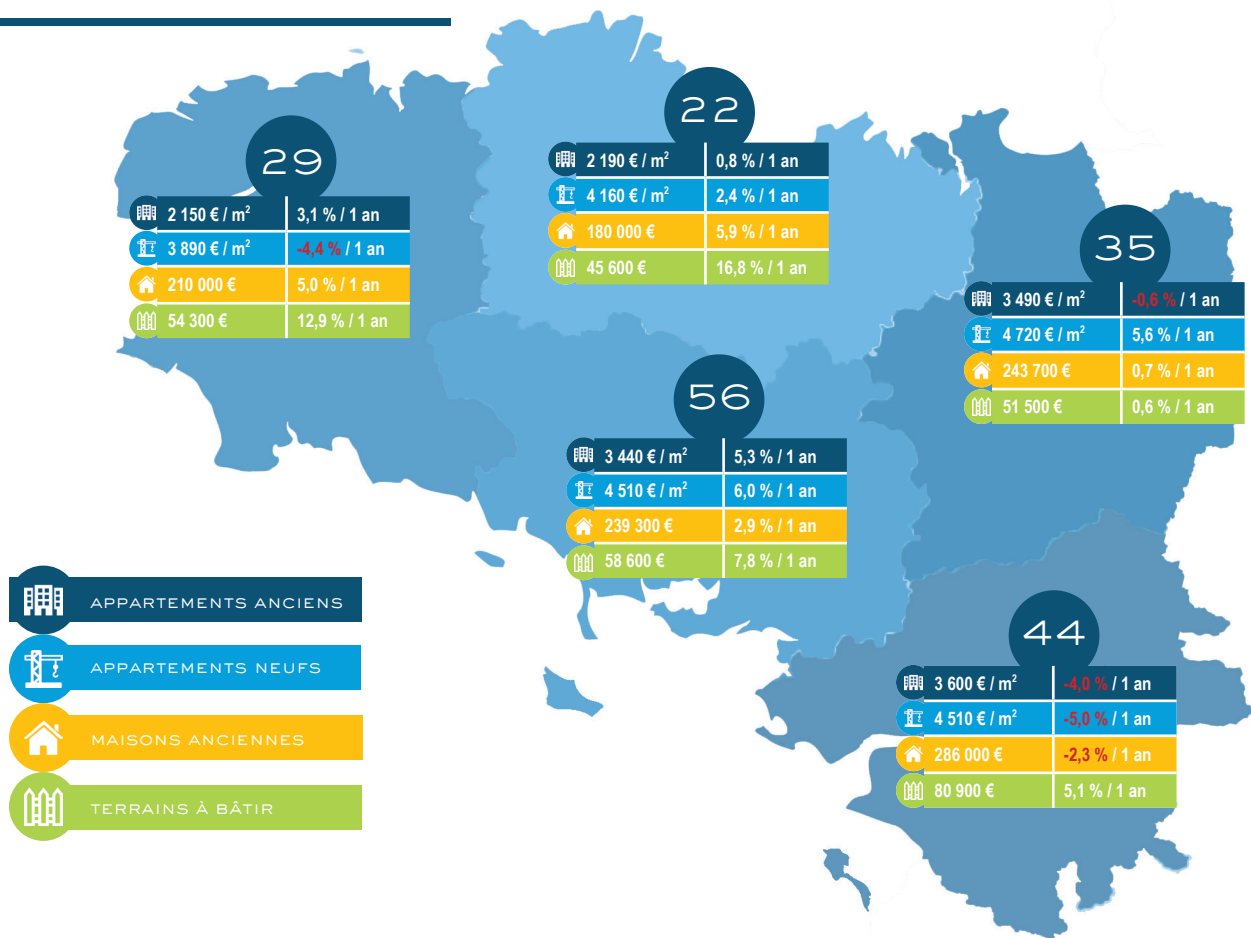 22
2 190 € / m² 0,8 % / 1 an
4 160 € / m² 2,4 % / 1 an
180 000 € 5,9 % / 1 an
45 600 € 16,8 % / 1 an
29
2 150 € / m² 3,1 % / 1 an
3 890 € / m² -4,4 % / 1 an
210 000 € 5,0 % / 1 an
54 300 € 12,9 % / 1 an
35
3 490 € / m² -0,6 % / 1 an
4 720 € / m² 5,6 % / 1 an
243 700 € 0,7 % / 1 an
51 500 € 0,6 % / 1 an
56
3 440 € / m² 5,3 % / 1 an
4 510 € / m² 6,0 % / 1 an
239 300 € 2,9 % / 1 an
58 600 € 7,8 % / 1 an
44
3 600 € / m² -4,0 % / 1 an
4 510 € / m² -5,0 % / 1 an
286 000 € -2,3 % / 1 an
80 900 € 5,1 % / 1 an
APPARTEMENTS ANCIENS
APPARTEMENTS NEUFS
MAISONS ANCIENNES
TERRAINS À BÂTIR